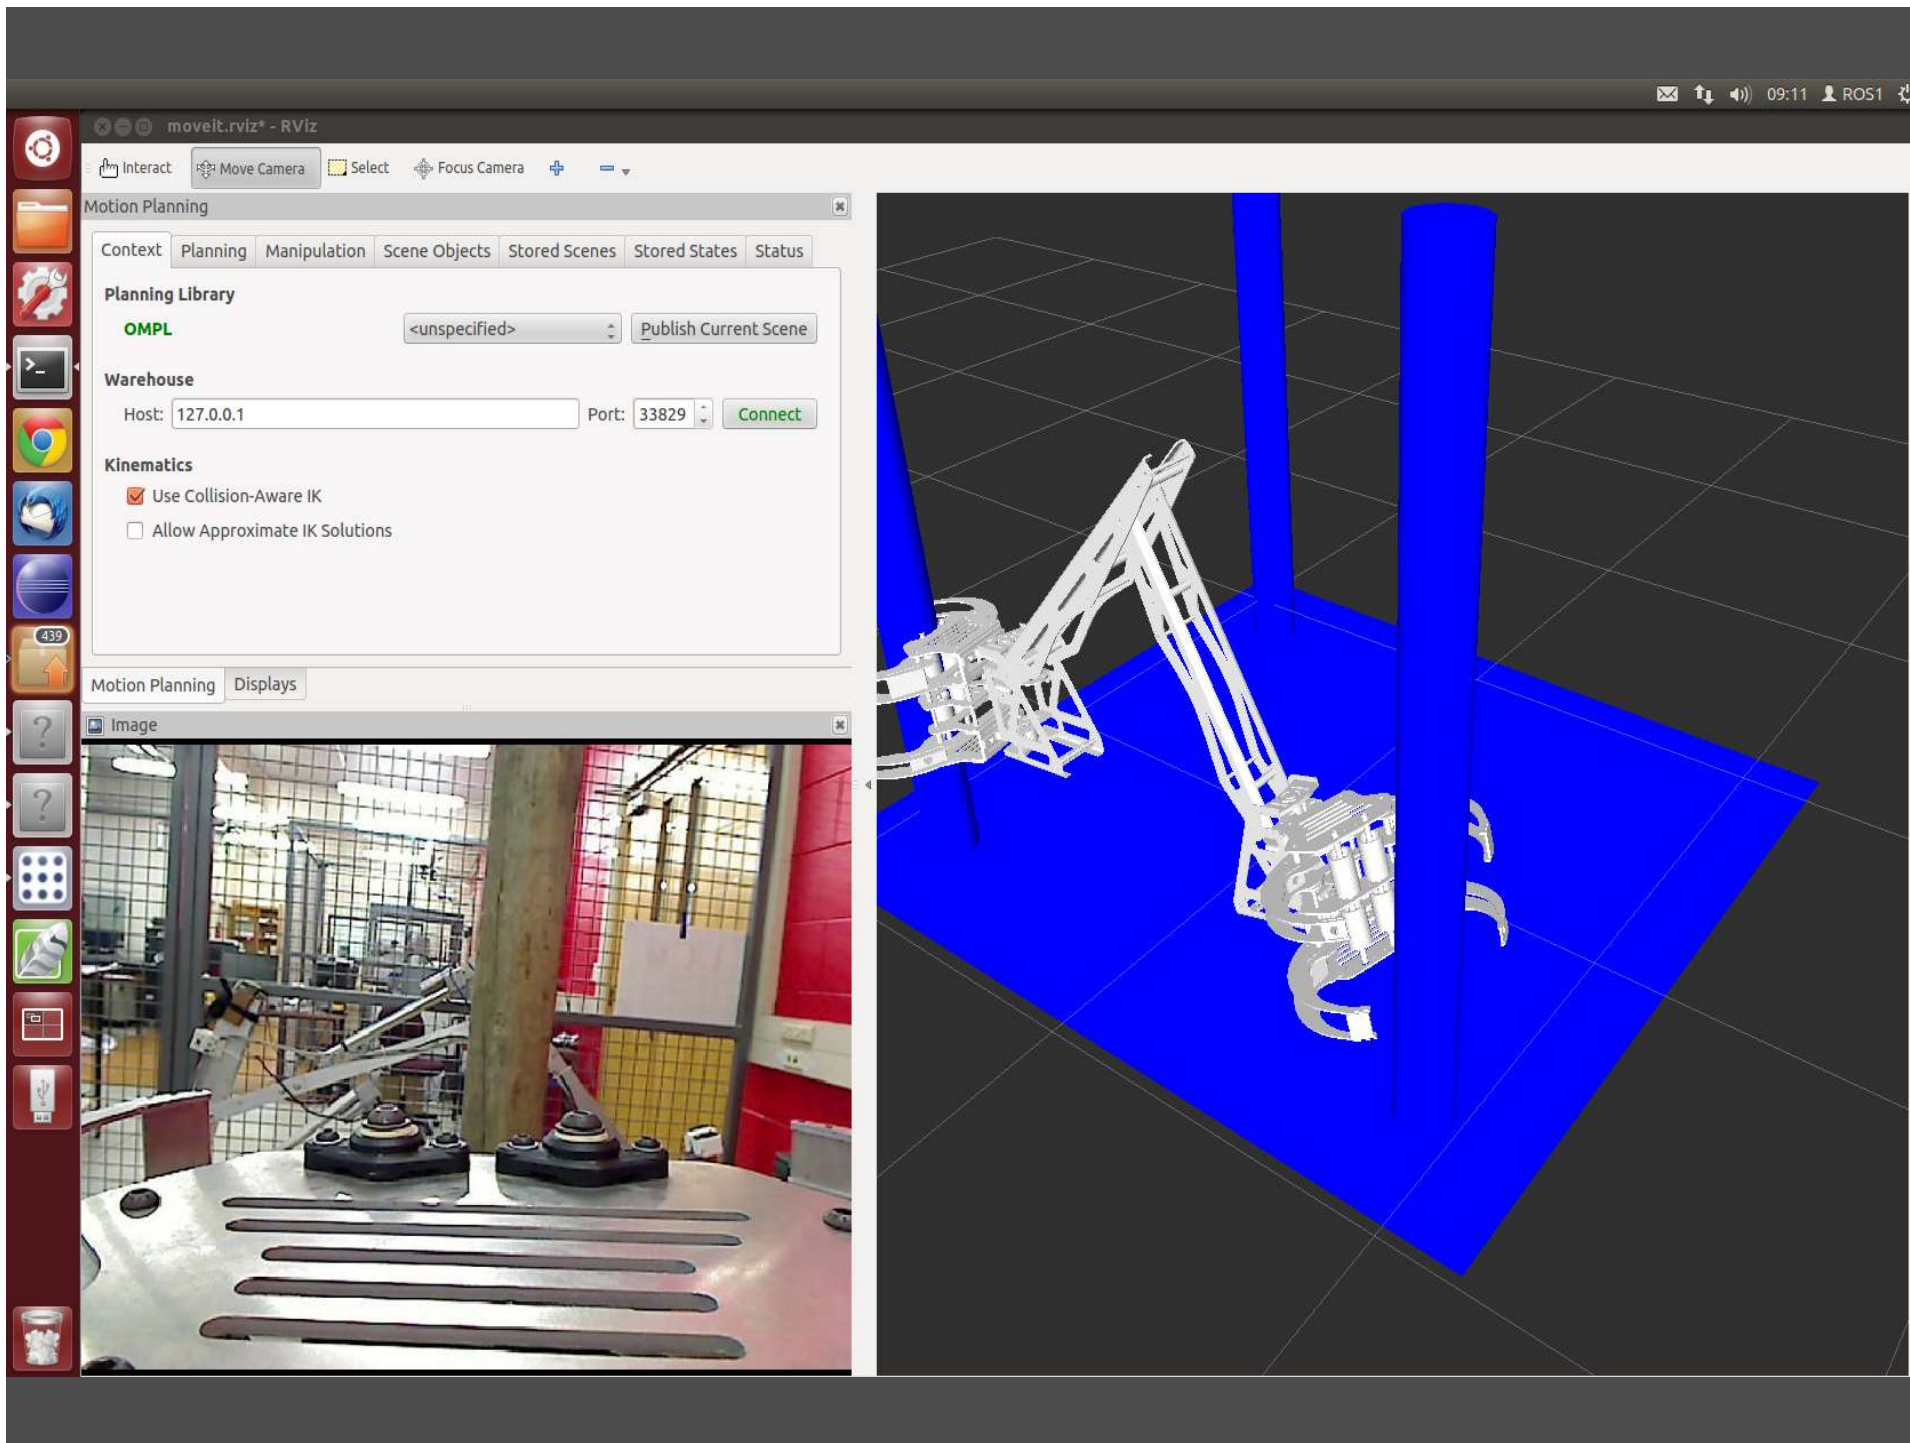 09:11 ROS1
moveit.rviz* - RViz
Interact Move Camera Select Focus Camera
Motion Planning
Context Planning Manipulation Scene Objects Stored Scenes Stored States Status
Planning Library
OMPL <unspecified> Publish Current Scene
Warehouse
Host: 127.0.0.1 Port: 33829 Connect
Kinematics
Use Collision-Aware IK
Allow Approximate IK Solutions
439
Motion Planning Displays
Image